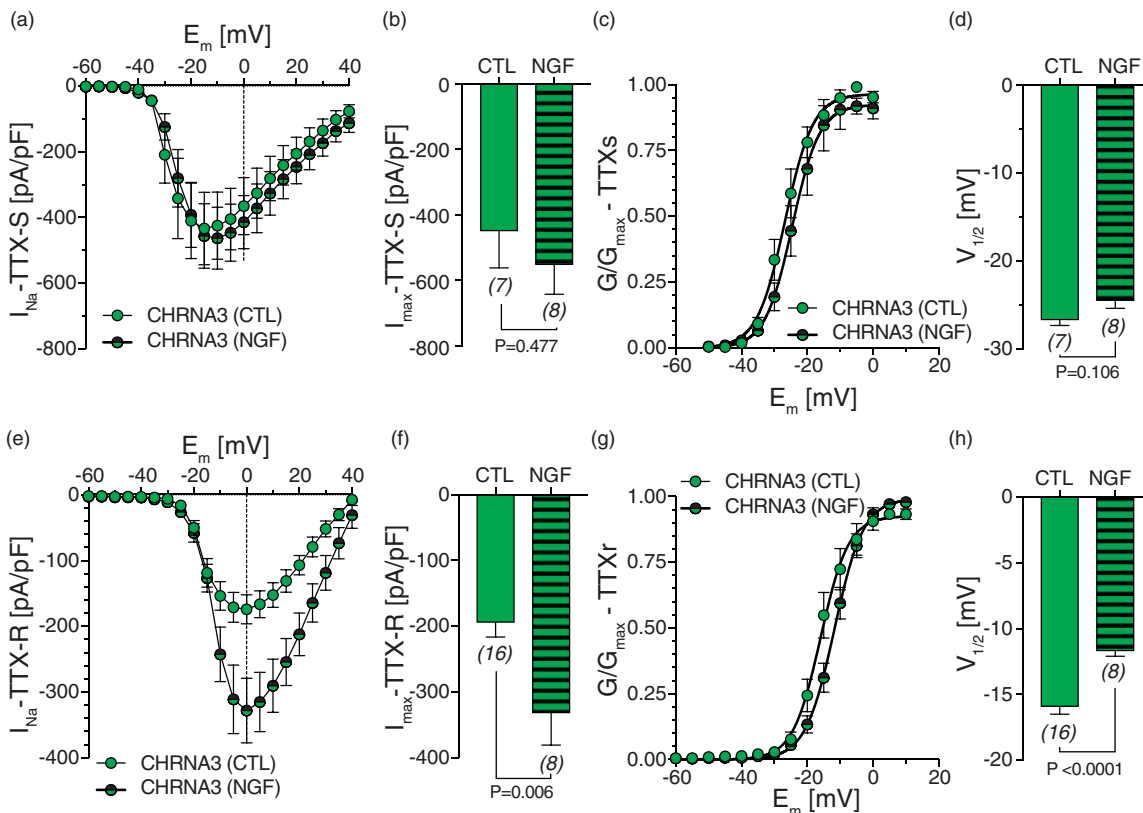 (a)
E_m [mV]
-60 -40 -20 0 20 40
0
-200
-400
-600
-800
I_Na-TTX-S [pA/pF]
CHRNA3 (CTL)
CHRNA3 (NGF)
(b)
CTL NGF
0
-200
-400
-600
-800
I_max-TTX-S [pA/pF]
(7)
(8)
P=0.477
(c)
1.00
0.75
0.50
0.25
0.00
G/G_max - TTXs
CHRNA3 (CTL)
CHRNA3 (NGF)
-60 -40 -20 0 20
E_m [mV]
(d)
CTL NGF
0
-10
-20
-30
V_1/2 [mV]
(7) (8)
P=0.106
(e)
E_m [mV]
-60 -40 -20 0 20 40
0
-100
-200
-300
-400
I_Na-TTX-R [pA/pF]
CHRNA3 (CTL)
CHRNA3 (NGF)
(f)
CTL NGF
0
-100
-200
-300
-400
I_max-TTX-R [pA/pF]
(16)
(8)
P=0.006
(g)
CHRNA3 (CTL)
CHRNA3 (NGF)
1.00
0.75
0.50
0.25
0.00
G/G_max - TTXr
-60 -40 -20 0 20
E_m [mV]
(h)
CTL NGF
0
-5
-10
-15
-20
V_1/2 [mV]
(8)
(16)
P <0.0001